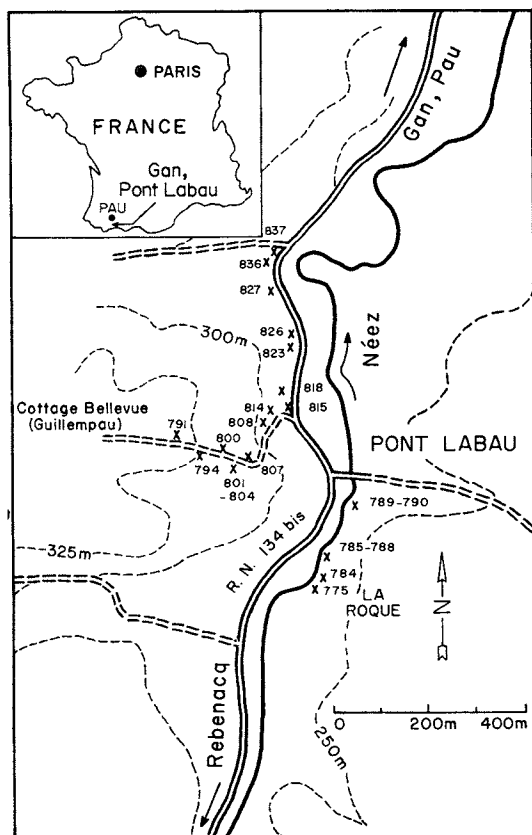 PARIS
FRANCE
Gan,
Pont Labau
PAU
Gan, Pau
837
836
827
826
823
300m
Néez
818
814
815
808
Cottage Bellevue
(Guillempau)
791
800
794
801
-804
807
PONT LABAU
789-790
R. N. 134 bis
325m
785-788
784
775
LA
ROQUE
N
Rebenacq
250m
0 200m 400m